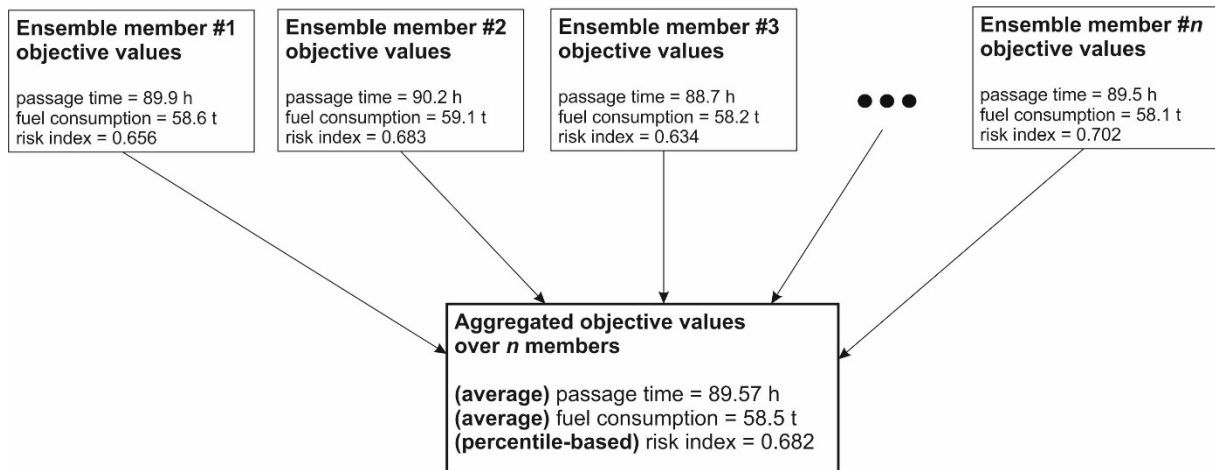 Ensemble member #1
objective values
passage time = 89.9 h
fuel consumption = 58.6 t
risk index = 0.656
Ensemble member #2
objective values
passage time = 90.2 h
fuel consumption = 59.1 t
risk index = 0.683
Ensemble member #3
objective values
passage time = 88.7 h
fuel consumption = 58.2 t
risk index = 0.634
Ensemble member #n
objective values
passage time = 89.5 h
fuel consumption = 58.1 t
risk index = 0.702
Aggregated objective values
over n members
(average) passage time = 89.57 h
(average) fuel consumption = 58.5 t
(percentile-based) risk index = 0.682